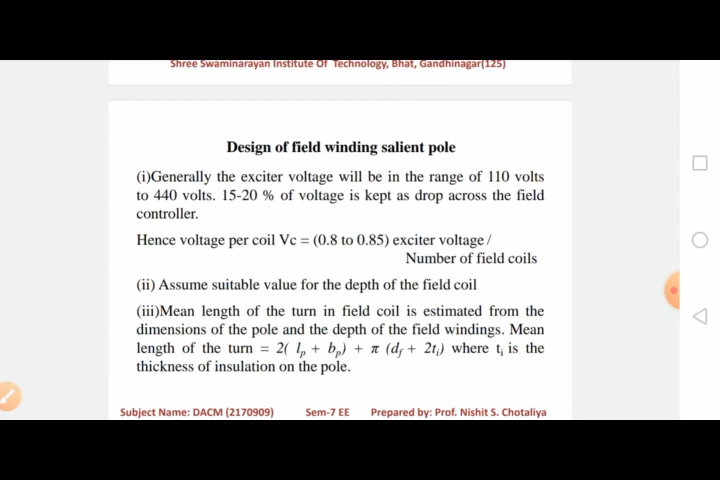 Shree Swaminarayan Institute Of Technology, Bhat, Gandhinagar(125)
Design of field winding salient pole
(i)Generally the exciter voltage will be in the range of 110 volts
to 440 volts. 15-20 % of voltage is kept as drop across the field
controller.
Hence voltage per coil Vc = (0.8 to 0.85) exciter voltage /
Number of field coils
(ii) Assume suitable value for the depth of the field coil
(iii)Mean length of the turn in field coil is estimated from the
dimensions of the pole and the depth of the field windings. Mean
length of the turn = 2( lp + bp) + π (df + 2ti) where ti is the
thickness of insulation on the pole.
Subject Name: DACM (2170909) Sem-7 EE Prepared by: Prof. Nishit S. Chotaliya